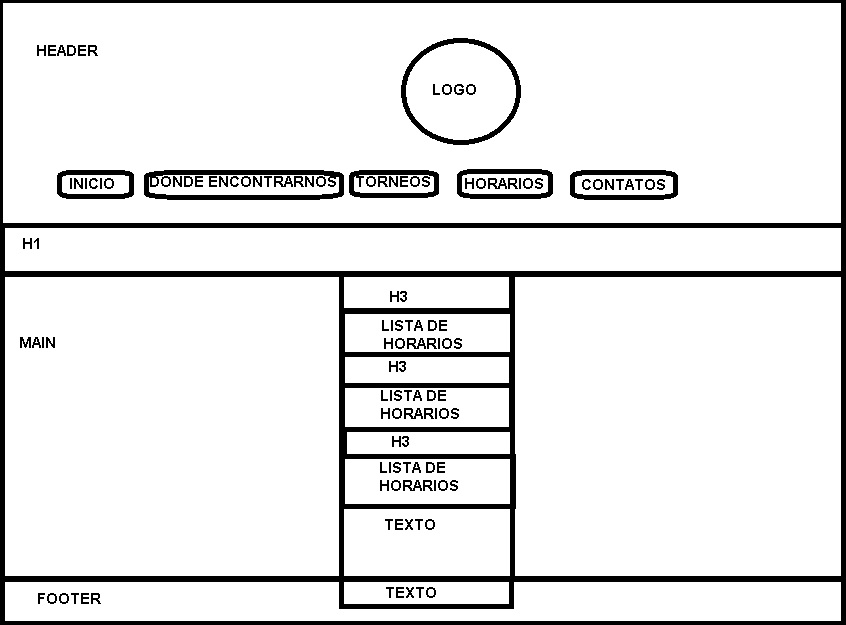 HEADER
LOGO
INICIO
DONDE ENCONTRARNOS
TORNEOS
HORARIOS
CONTATOS
H1
MAIN
H3
LISTA DE
HORARIOS
H3
LISTA DE
HORARIOS
H3
LISTA DE
HORARIOS
TEXTO
FOOTER
TEXTO